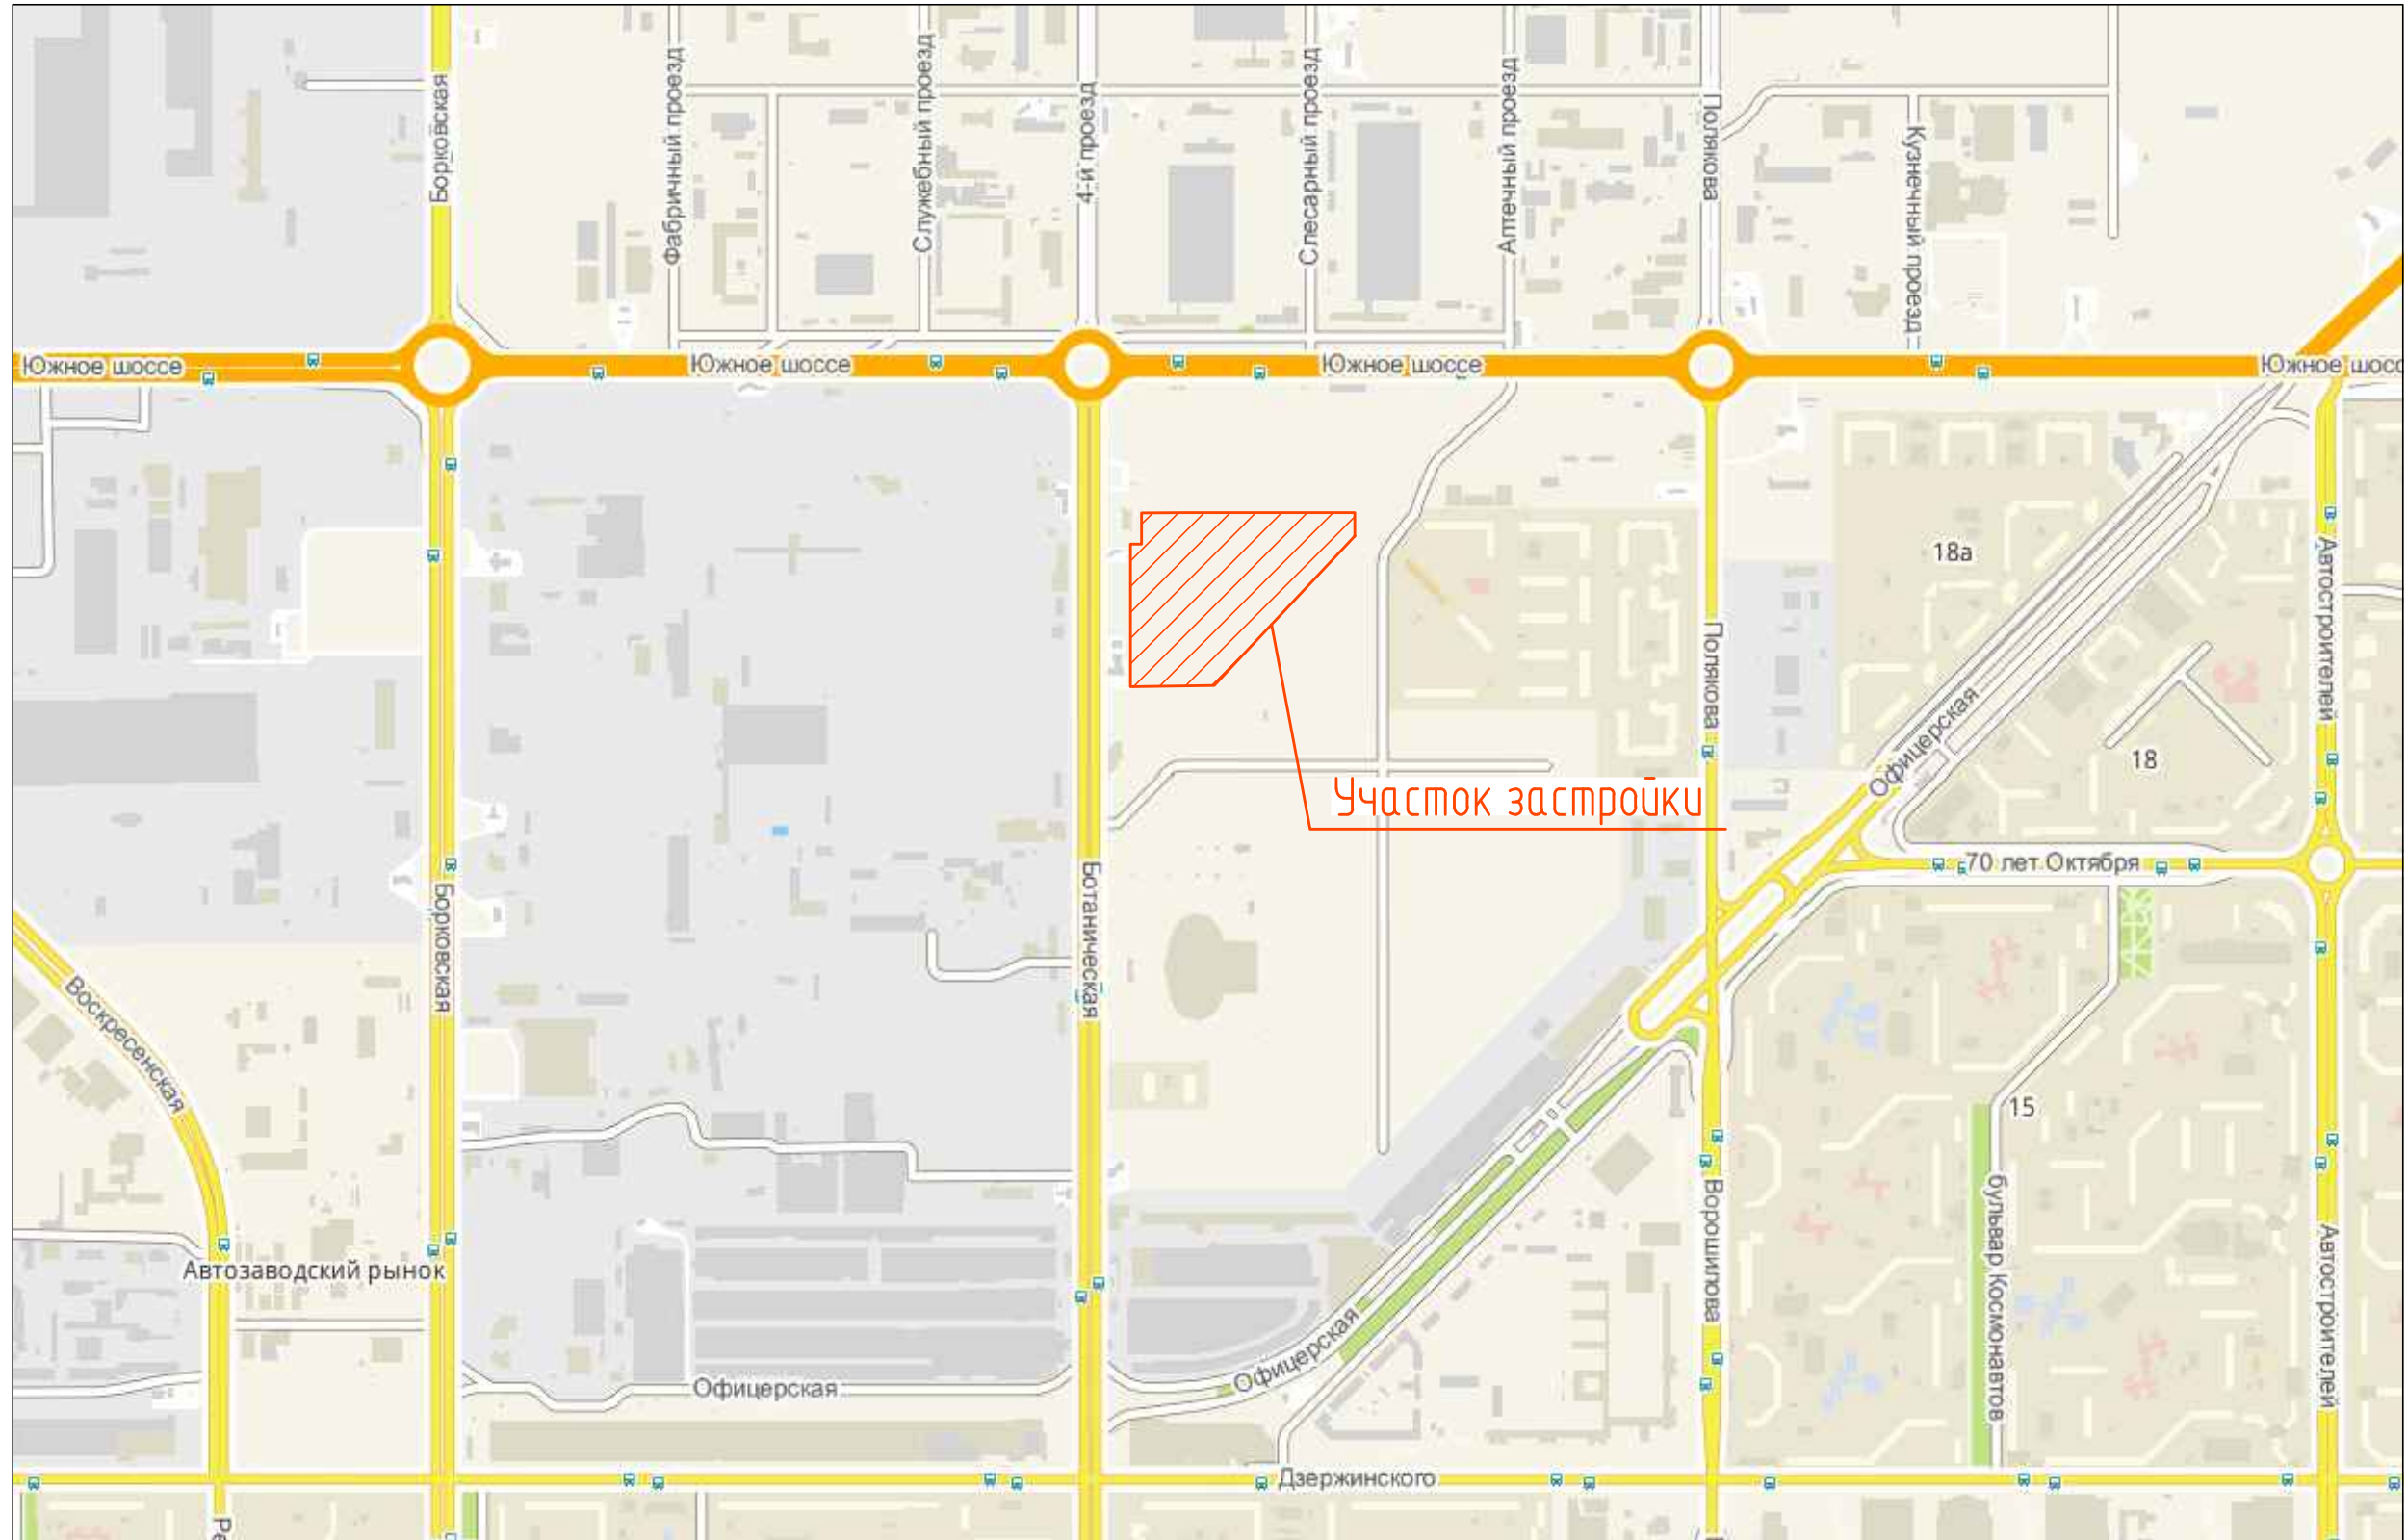 Борковская
Фабричный проезд
Служебный проезд
4-й проезд
Слесарный проезд
Аптечный проезд
Полякова
Кузнечный проезд
Южное шоссе
Южное шоссе
Южное шоссе
Южное шосс
18а
Автостроителей
Полякова
Офицерская
18
Участок застройки
70 лет Октября
Борковская
Ботаническая
Воскресенская
15
Ворошилова
бульвар Космонавтов
Автостроителей
Автозаводский рынок
Офицерская
Офицерская
Дзержинского
Ре